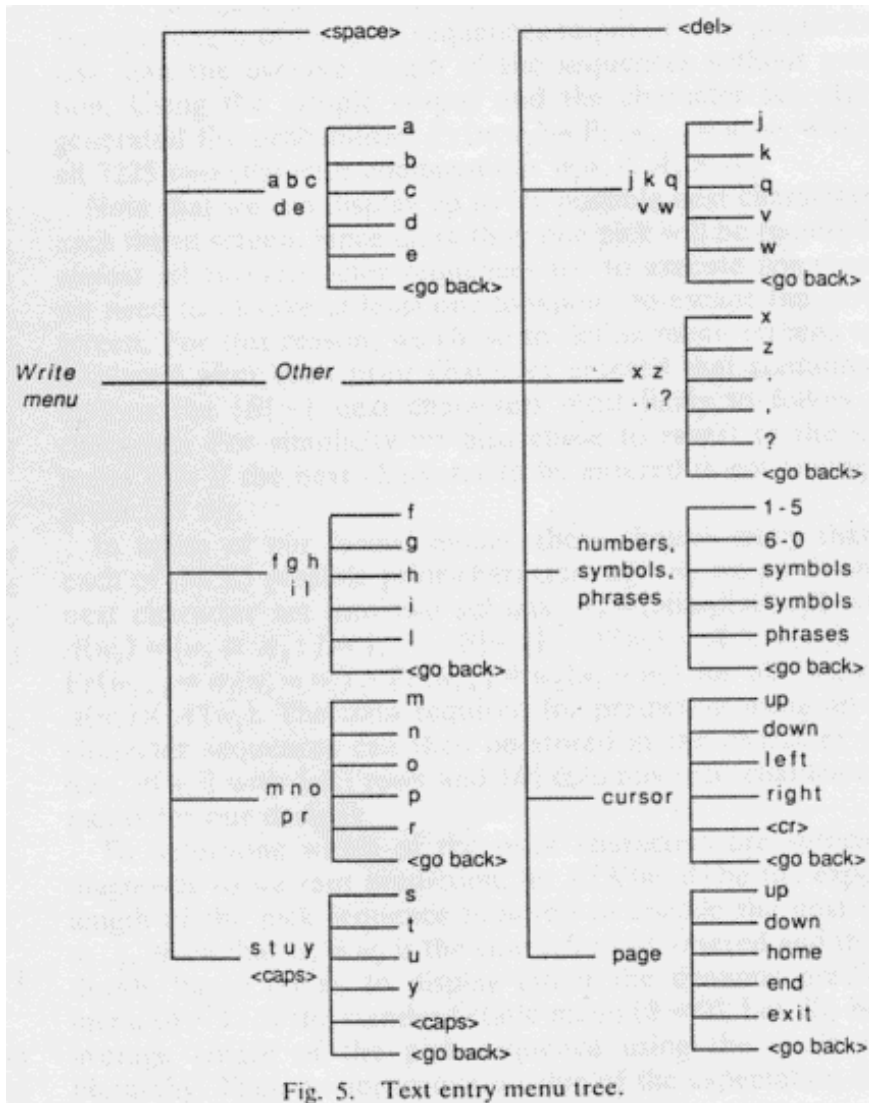 <space>
a
b
a b c
c
d e
d
e
<go back>
Write
menu
Other
f
g
f g h
h
i l
i
l
<go back>
m
n
o
m n o
p r
p
r
<go back>
s
t
s t u y
u
<caps>
y
<caps>
<go back>
<del>
j
k
j k q
q
v w
v
w
<go back>
x
z
x z
.
. , ?
,
?
<go back>
1 - 5
numbers,
6 - 0
symbols,
symbols
phrases
symbols
phrases
<go back>
up
down
left
cursor
right
<cr>
<go back>
up
down
page
home
end
exit
<go back>
Fig. 5. Text entry menu tree.